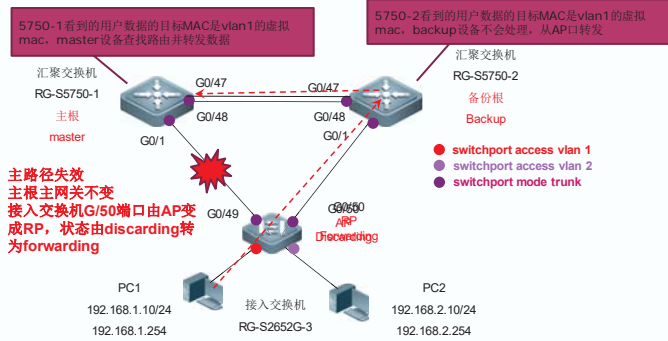 5750-1看到的用户数据的目标MAC是vlan1的虚拟
mac，master设备查找路由并转发数据
5750-2看到的用户数据的目标MAC是vlan1的虚拟
mac，backup设备不会处理，从AP口转发
汇聚交换机
RG-S5750-1
主根
master
G0/47
G0/47
G0/48
G0/48
G0/1
G0/1
汇聚交换机
RG-S5750-2
备份根
Backup
switchport access vlan 1
switchport access vlan 2
switchport mode trunk
主路径失效
主根主网关不变
接入交换机G/50端口由AP变
成RP，状态由discarding转
为forwarding
G0/49
G0/50
G0/50
AP
RP
Discarding
Forwarding
PC1
192.168.1.10/24
192.168.1.254
接入交换机
RG-S2652G-3
PC2
192.168.2.10/24
192.168.2.254